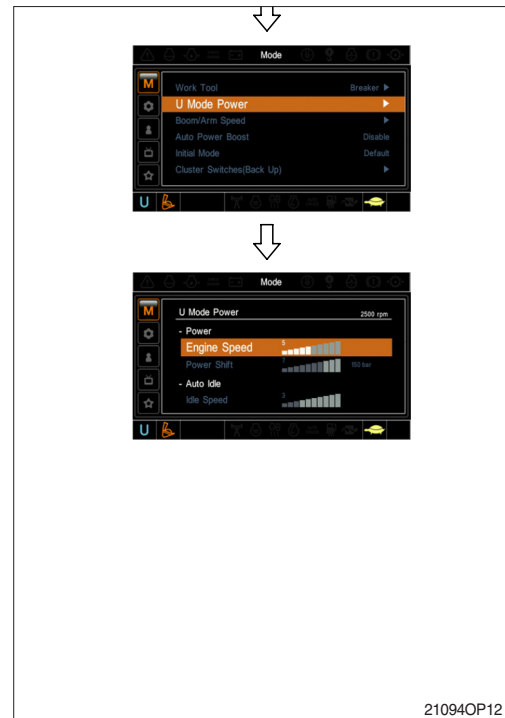 Mode
M
Work Tool Breaker
U Mode Power
Boom/Arm Speed
Auto Power Boost Disable
Initial Mode Default
Cluster Switches(Back Up)
U
Mode
M
U Mode Power 2500 rpm
- Power
Engine Speed 5
Power Shift 7 150 bar
- Auto Idle
Idle Speed 3
U
21094OP12